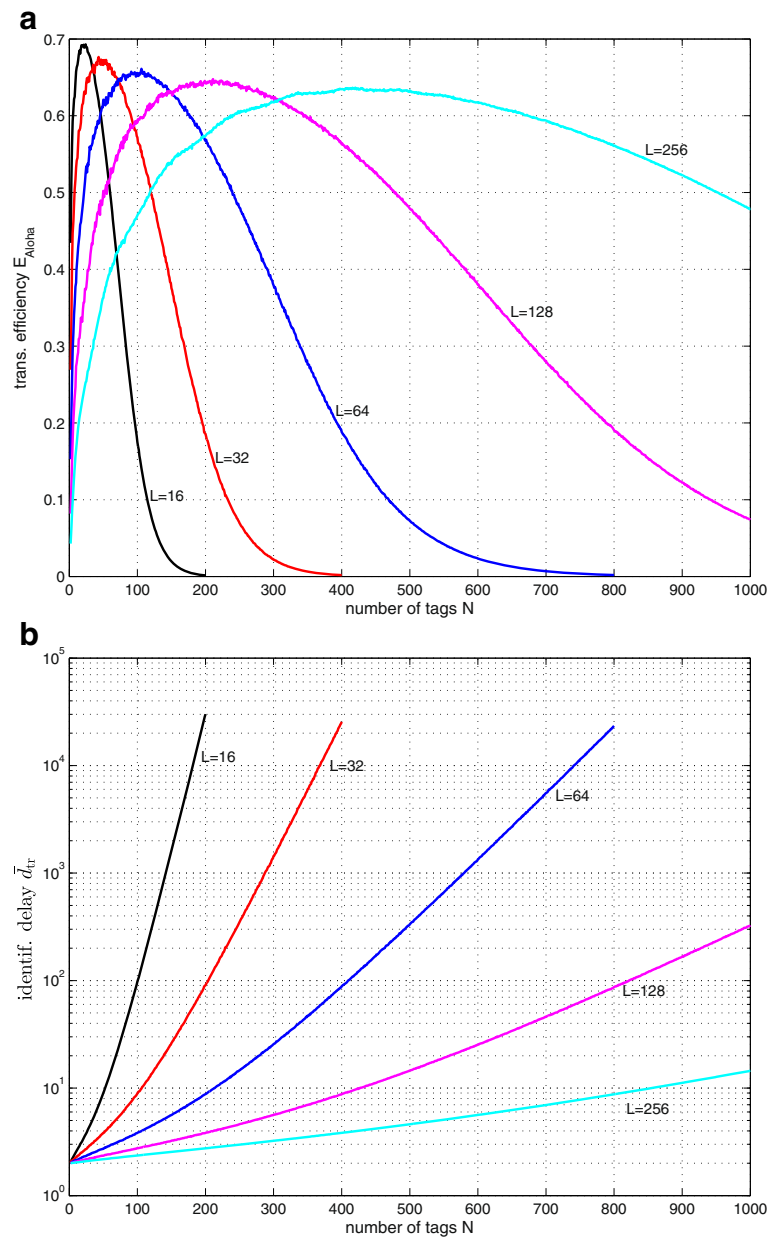 a
0.7
0.6
0.5
0.4
0.3
0.2
0.1
0
trans. efficiency E_Aloha
L=256
L=128
L=64
L=32
L=16
0 100 200 300 400 500 600 700 800 900 1000
number of tags N
b
10^5
10^4
10^3
10^2
10^1
10^0
identif. delay d̄_tr
L=16
L=32
L=64
L=128
L=256
0 100 200 300 400 500 600 700 800 900 1000
number of tags N